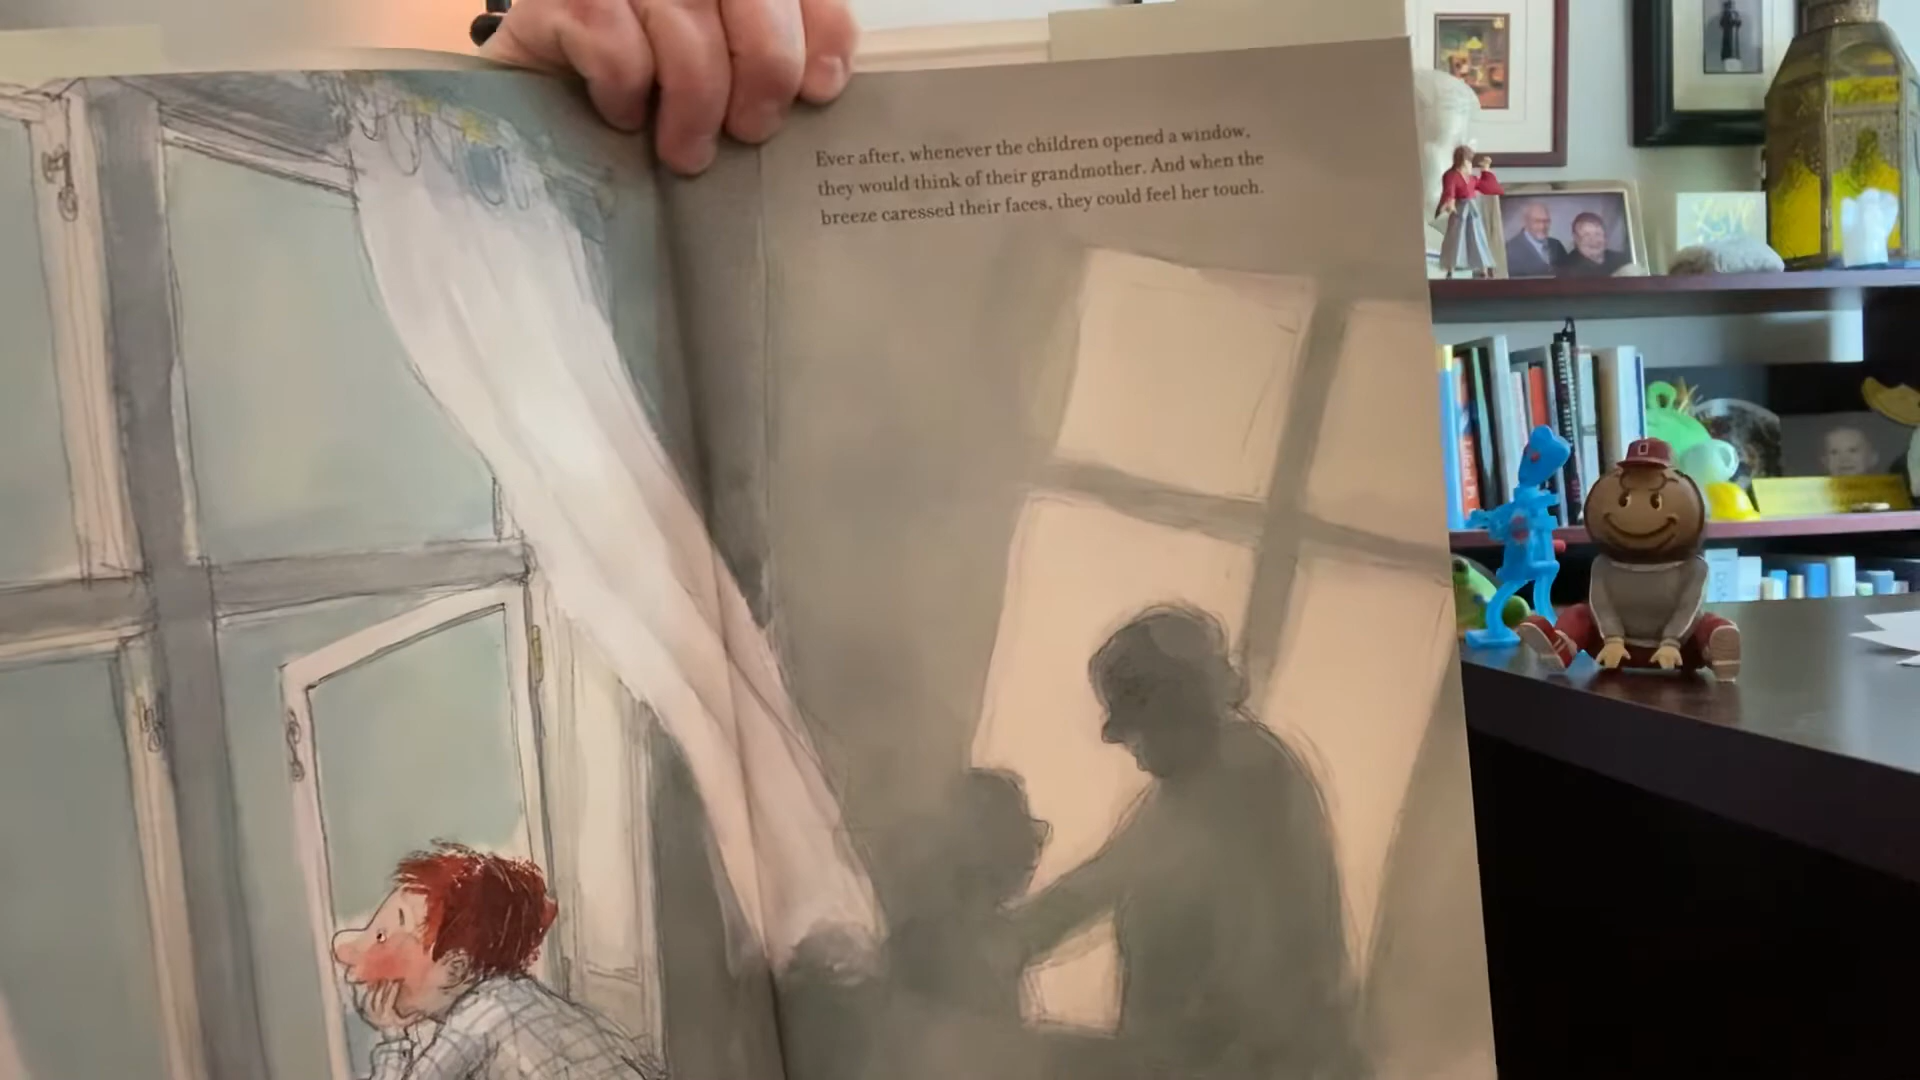 Ever after, whenever the children opened a window,
they would think of their grandmother. And when the
breeze caressed their faces, they could feel her touch.
Love